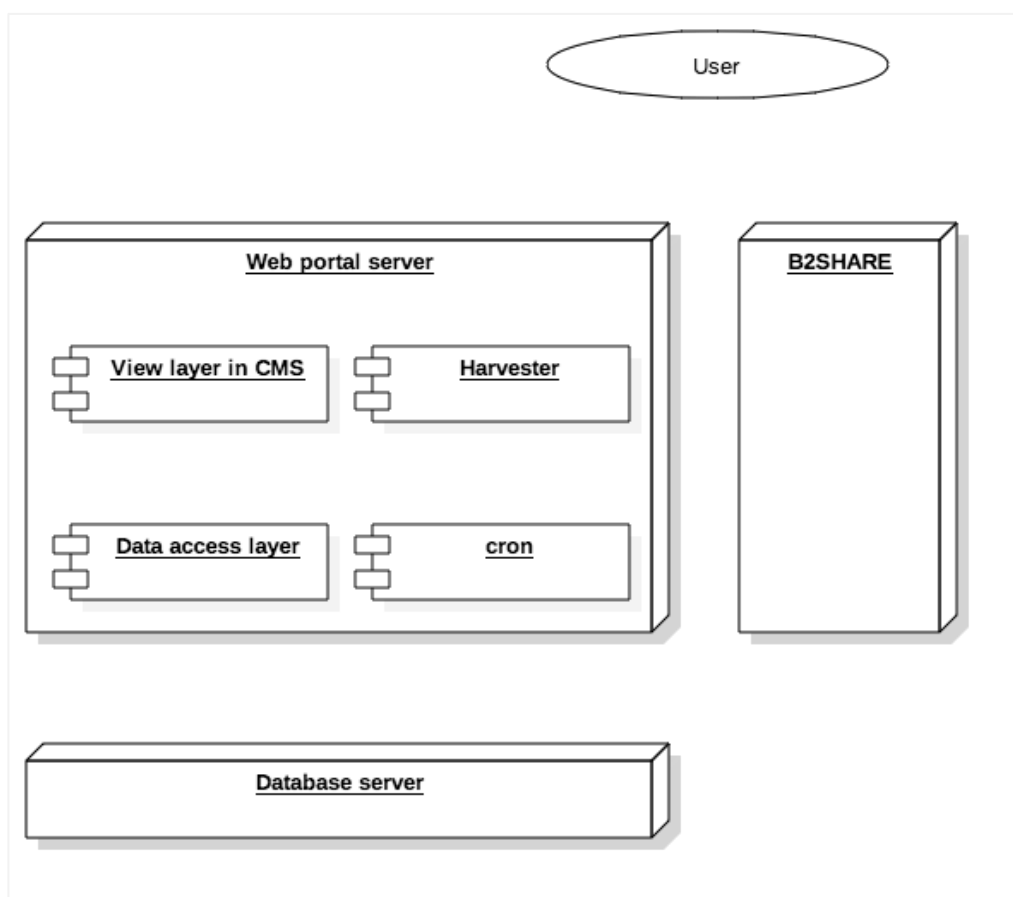 User
Web portal server
B2SHARE
View layer in CMS
Harvester
Data access layer
cron
Database server